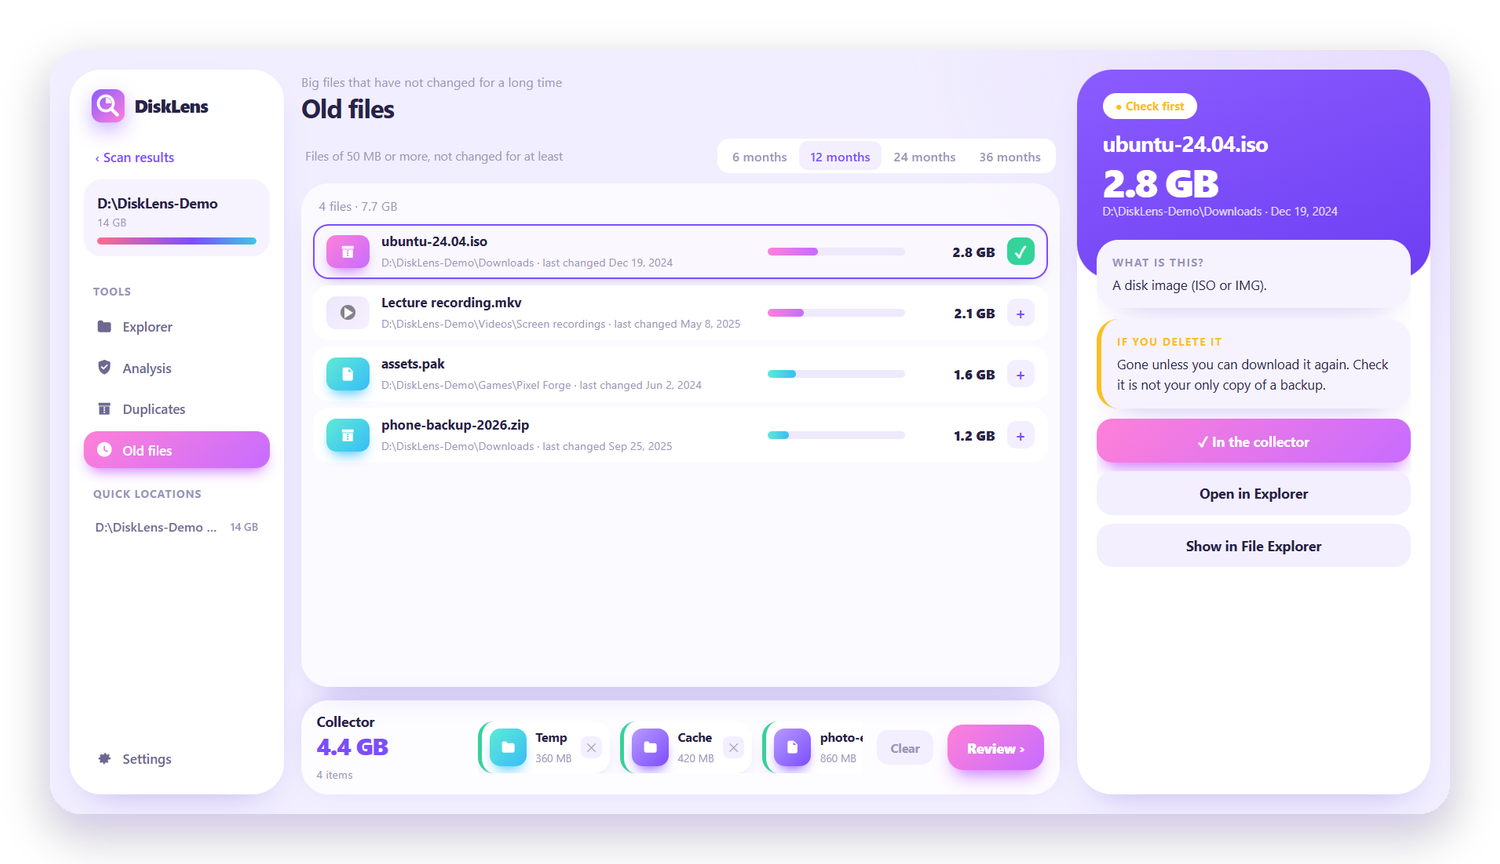 DiskLens
‹ Scan results
D:\DiskLens-Demo
14 GB
TOOLS
Explorer
Analysis
Duplicates
Old files
QUICK LOCATIONS
D:\DiskLens-Demo ... 14 GB
Settings
Big files that have not changed for a long time
Old files
Files of 50 MB or more, not changed for at least
6 months 12 months 24 months 36 months
4 files · 7.7 GB
ubuntu-24.04.iso
D:\DiskLens-Demo\Downloads · last changed Dec 19, 2024
2.8 GB ✓
Lecture recording.mkv
D:\DiskLens-Demo\Videos\Screen recordings · last changed May 8, 2025
2.1 GB +
assets.pak
D:\DiskLens-Demo\Games\Pixel Forge · last changed Jun 2, 2024
1.6 GB +
phone-backup-2026.zip
D:\DiskLens-Demo\Downloads · last changed Sep 25, 2025
1.2 GB +
Collector
4.4 GB
4 items
Temp
360 MB
Cache
420 MB
photo-
860 MB
Clear
Review ›
• Check first
ubuntu-24.04.iso
2.8 GB
D:\DiskLens-Demo\Downloads · Dec 19, 2024
WHAT IS THIS?
A disk image (ISO or IMG).
IF YOU DELETE IT
Gone unless you can download it again. Check
it is not your only copy of a backup.
✓ In the collector
Open in Explorer
Show in File Explorer